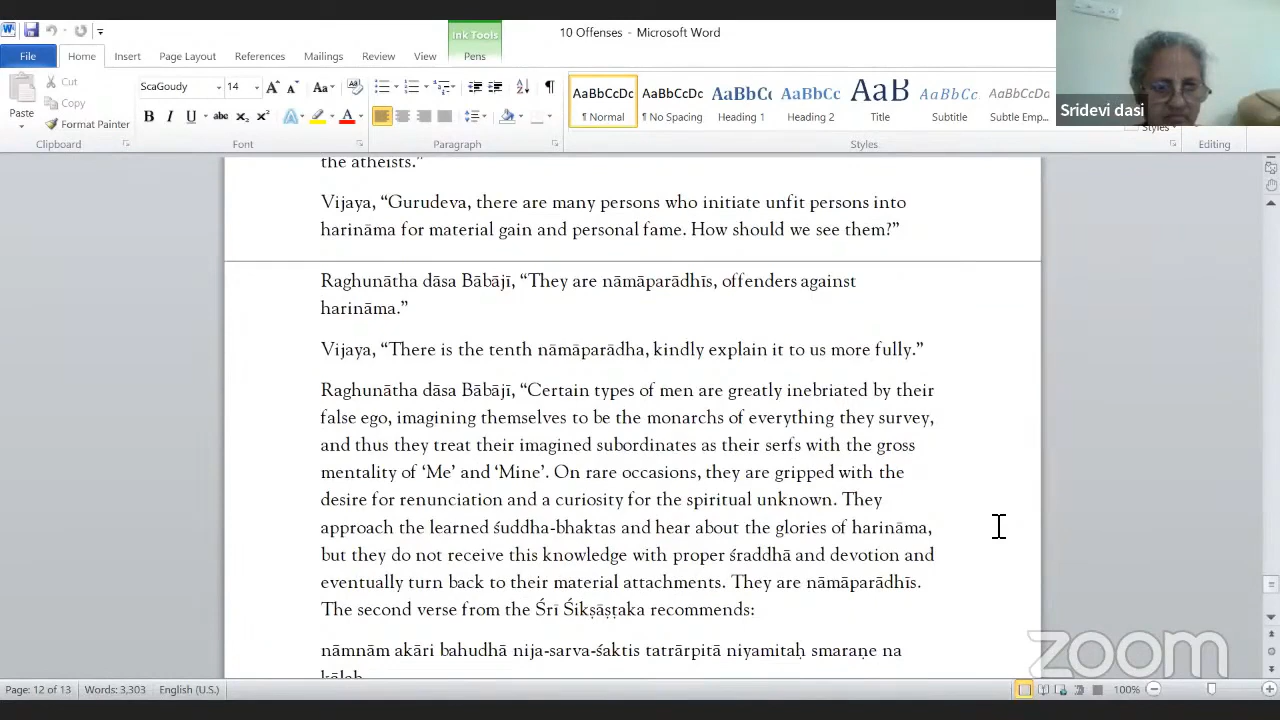 Ink Tools
10 Offenses - Microsoft Word
File Home Insert Page Layout References Mailings Review View Pens
Paste
Cut
Copy
Format Painter
Clipboard
ScaGoudy 14
Font
Paragraph
AaBbCcDc AaBbCcDc AaBbC AaBbCc AaB AaBbCc. AaBbCcDc
¶ Normal ¶ No Spacing Heading 1 Heading 2 Title Subtitle Subtle Emp...
Styles
Styles
Editing
Sridevi dasi
the atheists.”
Vijaya, “Gurudeva, there are many persons who initiate unfit persons into
harināma for material gain and personal fame. How should we see them?”
Raghunātha dāsa Bābājī, “They are nāmāparādhīs, offenders against
harināma.”
Vijaya, “There is the tenth nāmāparādha, kindly explain it to us more fully.”
Raghunātha dāsa Bābājī, “Certain types of men are greatly inebriated by their
false ego, imagining themselves to be the monarchs of everything they survey,
and thus they treat their imagined subordinates as their serfs with the gross
mentality of ‘Me’ and ‘Mine’. On rare occasions, they are gripped with the
desire for renunciation and a curiosity for the spiritual unknown. They
approach the learned śuddha-bhaktas and hear about the glories of harināma,
but they do not receive this knowledge with proper śraddhā and devotion and
eventually turn back to their material attachments. They are nāmāparādhīs.
The second verse from the Śrī Śikṣāṣṭaka recommends:
nāmnām akāri bahudhā nija-sarva-śaktis tatrārpitā niyamitaḥ smaraṇe na
zoom
Page: 12 of 13 Words: 3,303 English (U.S.) 100%